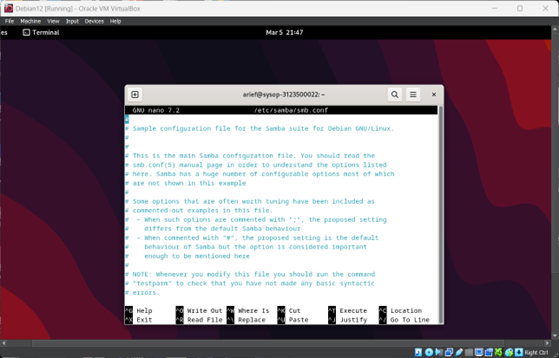 Debian12 [Running] - Oracle VM VirtualBox
File Machine View Input Devices Help
es Terminal Mar 5 21:47
arief@sysop-3123500022: ~
GNU nano 7.2 /etc/samba/smb.conf
#
# Sample configuration file for the Samba suite for Debian GNU/Linux.
#
#
# This is the main Samba configuration file. You should read the
# smb.conf(5) manual page in order to understand the options listed
# here. Samba has a huge number of configurable options most of which
# are not shown in this example
#
# Some options that are often worth tuning have been included as
# commented-out examples in this file.
#  - When such options are commented with ";", the proposed setting
#    differs from the default Samba behaviour
#  - When commented with "#", the proposed setting is the default
#    behaviour of Samba but the option is considered important
#    enough to be mentioned here
#
# NOTE: Whenever you modify this file you should run the command
# "testparm" to check that you have not made any basic syntactic
# errors.
^G Help ^O Write Out ^W Where Is ^K Cut ^T Execute ^C Location
^X Exit ^R Read File ^\ Replace ^U Paste ^J Justify ^/ Go To Line
Right Ctrl